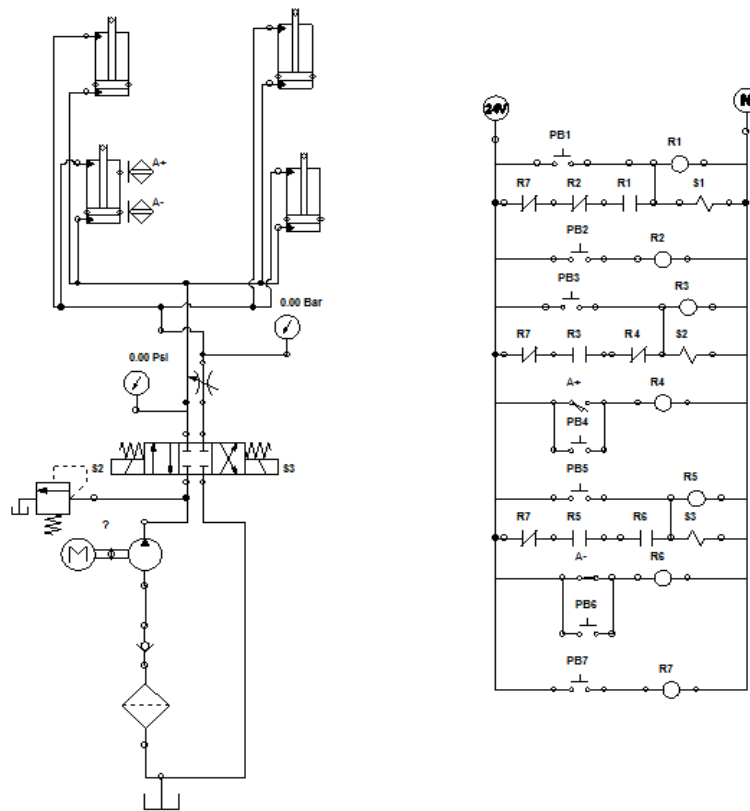 A+
A-
0.00 Bar
0.00 Psi
S2
S3
?
M
24V
N
PB1
R1
R7
R2
R1
S1
PB2
R2
PB3
R3
R7
R3
R4
S2
A+
R4
PB4
PB5
R5
R7
R5
R6
S3
A-
R6
PB6
PB7
R7